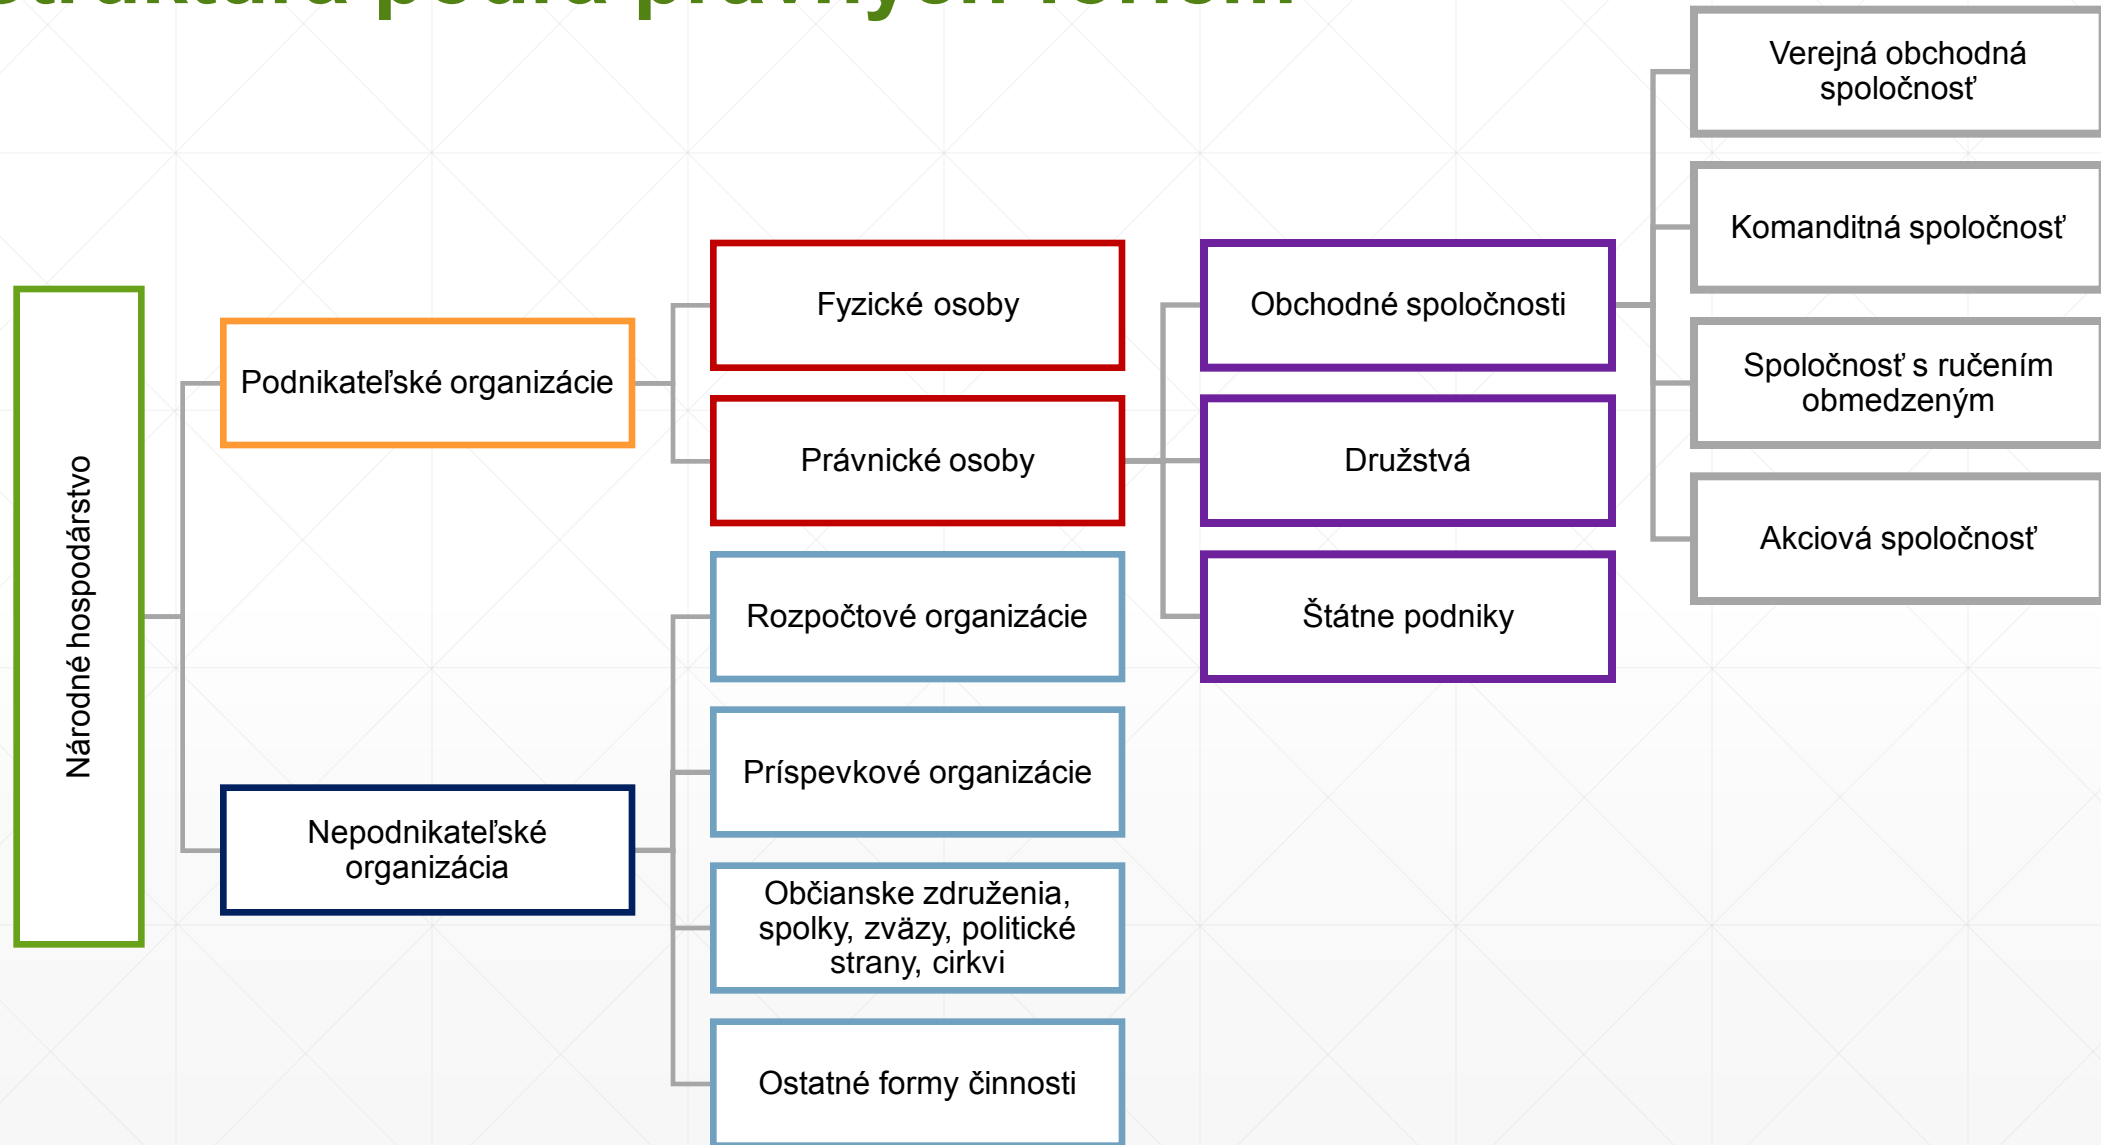 podľa
Verejná obchodná
spoločnosť
Komanditná spoločnosť
Fyzické osoby
Obchodné spoločnosti
Spoločnosť s ručením
obmedzeným
Podnikateľské organizácie
Právnické osoby
Družstvá
Akciová spoločnosť
Národné hospodárstvo
Rozpočtové organizácie
Štátne podniky
Príspevkové organizácie
Nepodnikateľské
organizácia
Občianske združenia,
spolky, zväzy, politické
strany, cirkvi
Ostatné formy činnosti